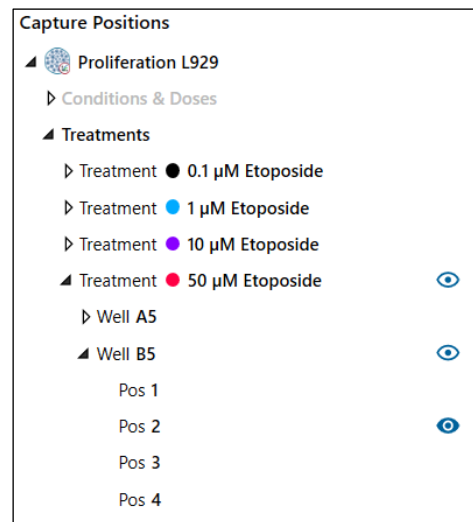 Capture Positions
Proliferation L929
Conditions & Doses
Treatments
Treatment 0.1 µM Etoposide
Treatment 1 µM Etoposide
Treatment 10 µM Etoposide
Treatment 50 µM Etoposide
Well A5
Well B5
Pos 1
Pos 2
Pos 3
Pos 4